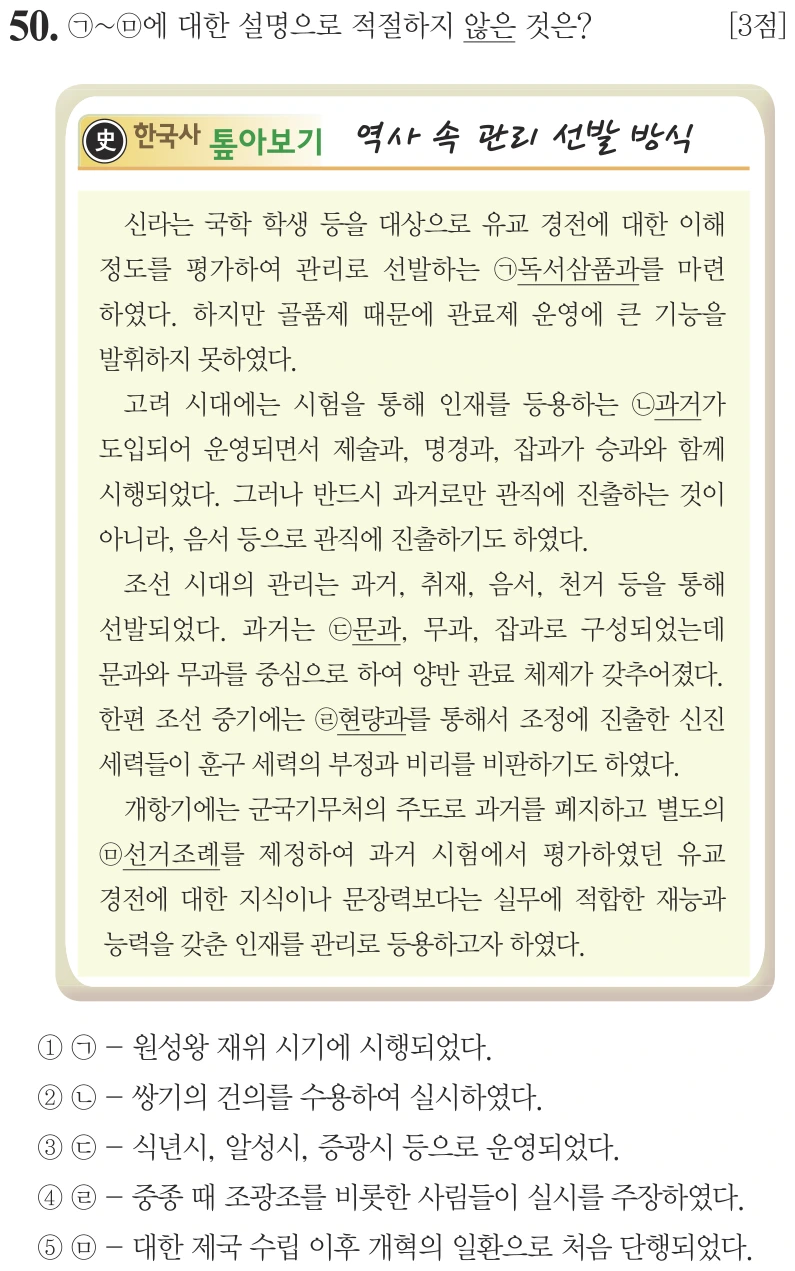 50. ㉠~㉤에 대한 설명으로 적절하지 않은 것은? [3점]
史 한국사 톺아보기 역사 속 관리 선발 방식
신라는 국학 학생 등을 대상으로 유교 경전에 대한 이해
정도를 평가하여 관리로 선발하는 ㉠독서삼품과를 마련
하였다. 하지만 골품제 때문에 관료제 운영에 큰 기능을
발휘하지 못하였다.
고려 시대에는 시험을 통해 인재를 등용하는 ㉡과거가
도입되어 운영되면서 제술과, 명경과, 잡과가 승과와 함께
시행되었다. 그러나 반드시 과거로만 관직에 진출하는 것이
아니라, 음서 등으로 관직에 진출하기도 하였다.
조선 시대의 관리는 과거, 취재, 음서, 천거 등을 통해
선발되었다. 과거는 ㉢문과, 무과, 잡과로 구성되었는데
문과와 무과를 중심으로 하여 양반 관료 체제가 갖추어졌다.
한편 조선 중기에는 ㉣현량과를 통해서 조정에 진출한 신진
세력들이 훈구 세력의 부정과 비리를 비판하기도 하였다.
개항기에는 군국기무처의 주도로 과거를 폐지하고 별도의
㉤선거조례를 제정하여 과거 시험에서 평가하였던 유교
경전에 대한 지식이나 문장력보다는 실무에 적합한 재능과
능력을 갖춘 인재를 관리로 등용하고자 하였다.
① ㉠ – 원성왕 재위 시기에 시행되었다.
② ㉡ – 쌍기의 건의를 수용하여 실시하였다.
③ ㉢ – 식년시, 알성시, 증광시 등으로 운영되었다.
④ ㉣ – 중종 때 조광조를 비롯한 사림들이 실시를 주장하였다.
⑤ ㉤ – 대한 제국 수립 이후 개혁의 일환으로 처음 단행되었다.